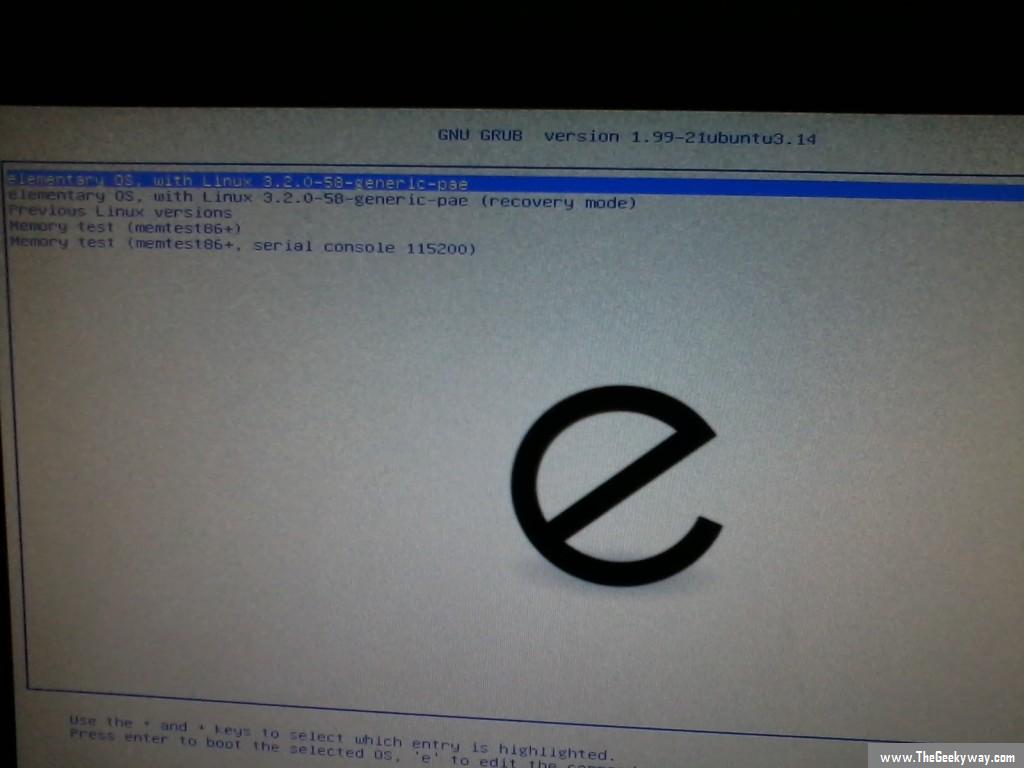 GNU GRUB version 1.99-21ubuntu3.14
elementary OS, with Linux 3.2.0-58-generic-pae
elementary OS, with Linux 3.2.0-58-generic-pae (recovery mode)
Previous Linux versions
Memory test (memtest86+)
Memory test (memtest86+, serial console 115200)
e
Use the and keys to select which entry is highlighted.
Press enter to boot the selected OS, 'e' to edit the
www.TheGeekyway.com